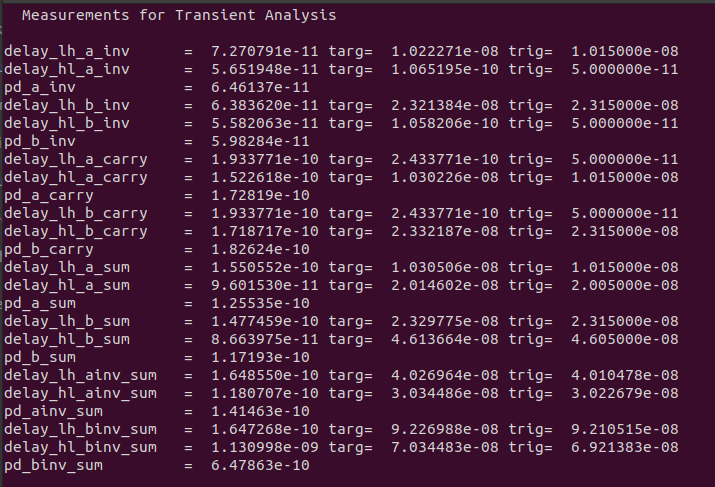 Measurements for Transient Analysis
delay_lh_a_inv = 7.270791e-11 targ= 1.022271e-08 trig= 1.015000e-08
delay_hl_a_inv = 5.651948e-11 targ= 1.065195e-10 trig= 5.000000e-11
pd_a_inv = 6.46137e-11
delay_lh_b_inv = 6.383620e-11 targ= 2.321384e-08 trig= 2.315000e-08
delay_hl_b_inv = 5.582063e-11 targ= 1.058206e-10 trig= 5.000000e-11
pd_b_inv = 5.98284e-11
delay_lh_a_carry = 1.933771e-10 targ= 2.433771e-10 trig= 5.000000e-11
delay_hl_a_carry = 1.522618e-10 targ= 1.030226e-08 trig= 1.015000e-08
pd_a_carry = 1.72819e-10
delay_lh_b_carry = 1.933771e-10 targ= 2.433771e-10 trig= 5.000000e-11
delay_hl_b_carry = 1.718717e-10 targ= 2.332187e-08 trig= 2.315000e-08
pd_b_carry = 1.82624e-10
delay_lh_a_sum = 1.550552e-10 targ= 1.030506e-08 trig= 1.015000e-08
delay_hl_a_sum = 9.601530e-11 targ= 2.014602e-08 trig= 2.005000e-08
pd_a_sum = 1.25535e-10
delay_lh_b_sum = 1.477459e-10 targ= 2.329775e-08 trig= 2.315000e-08
delay_hl_b_sum = 8.663975e-11 targ= 4.613664e-08 trig= 4.605000e-08
pd_b_sum = 1.17193e-10
delay_lh_ainv_sum = 1.648550e-10 targ= 4.026964e-08 trig= 4.010478e-08
delay_hl_ainv_sum = 1.180707e-10 targ= 3.034486e-08 trig= 3.022679e-08
pd_ainv_sum = 1.41463e-10
delay_lh_binv_sum = 1.647268e-10 targ= 9.226988e-08 trig= 9.210515e-08
delay_hl_binv_sum = 1.130998e-09 targ= 7.034483e-08 trig= 6.921383e-08
pd_binv_sum = 6.47863e-10